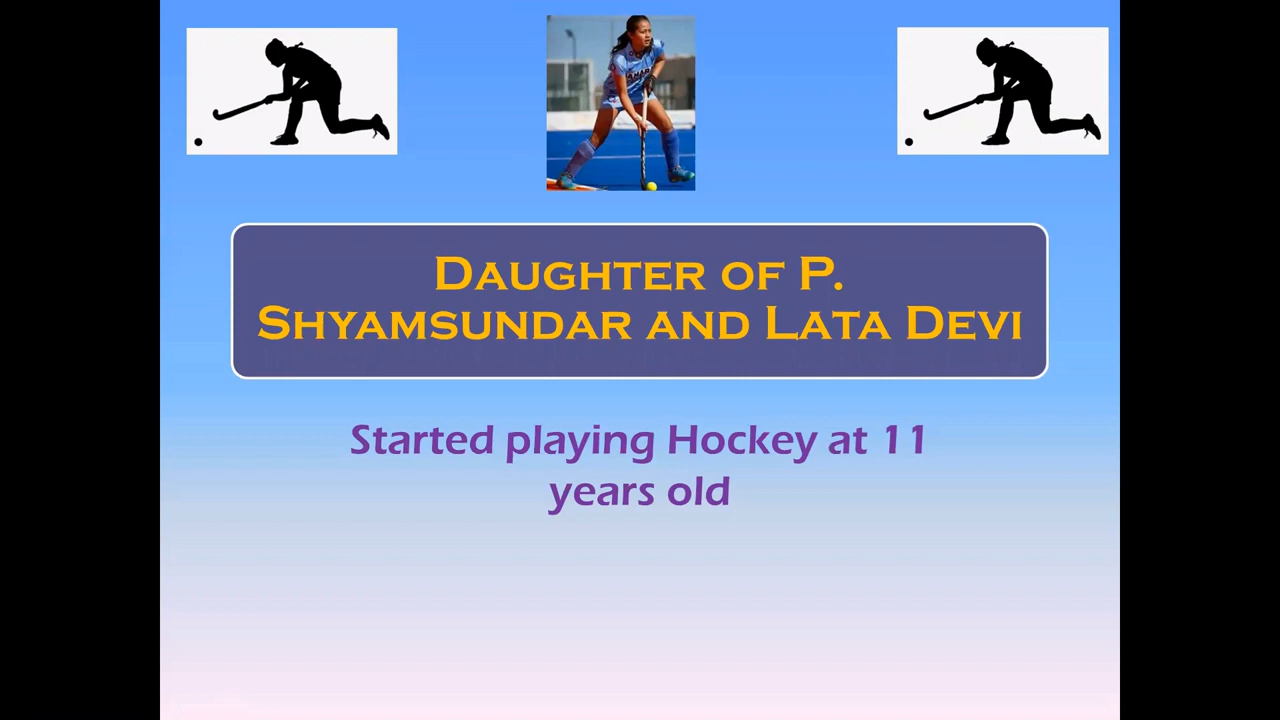 Daughter of P.
Shyamsundar and Lata Devi
Started playing Hockey at 11
years old